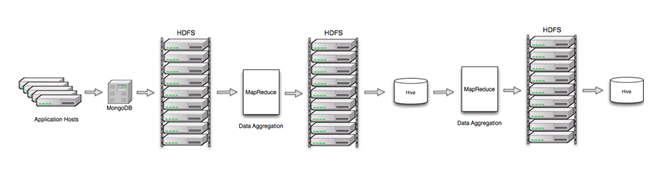 HDFS
HDFS
HDFS
MapReduce
MapReduce
Hive
Hive
Application Hosts
MongoDB
Data Aggregation
Data Aggregation